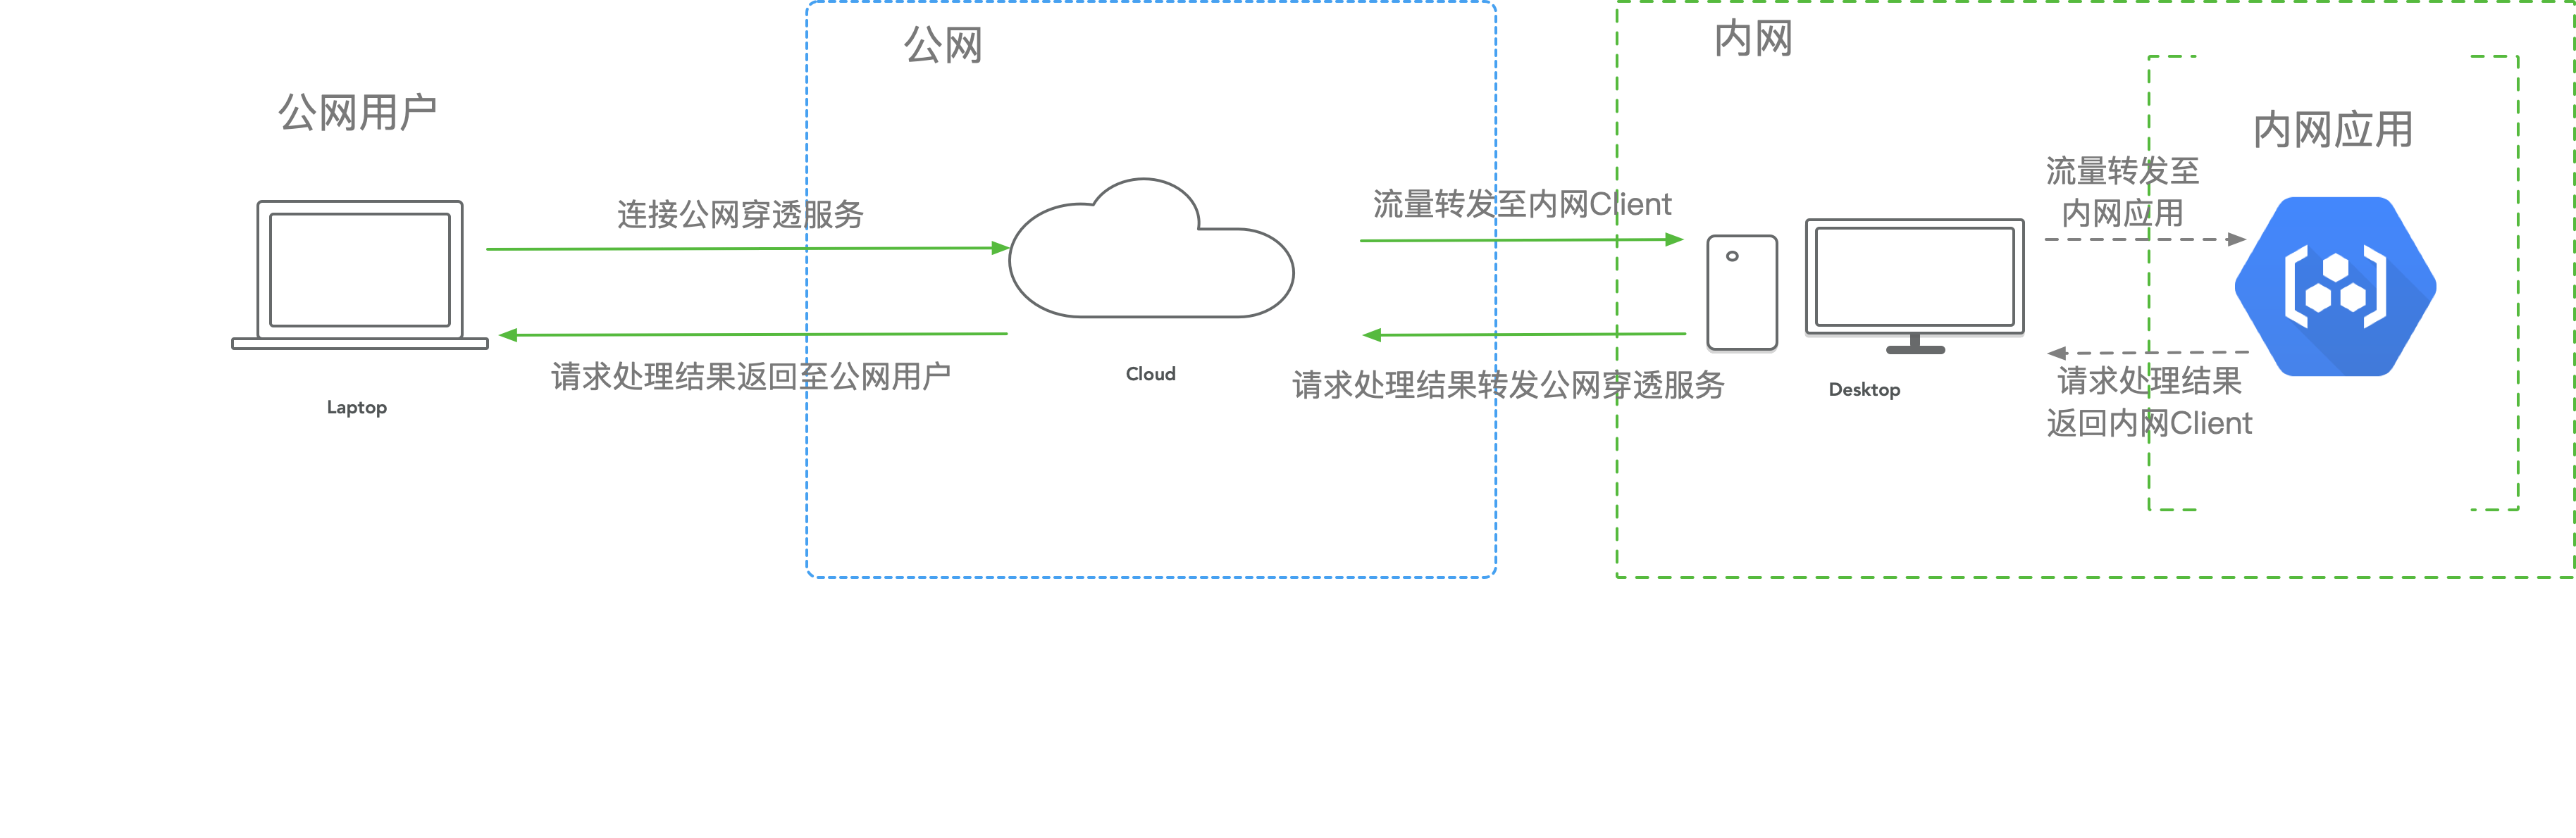 公网
内网
公网用户
内网应用
连接公网穿透服务
流量转发至内网Client
流量转发至
内网应用
请求处理结果返回至公网用户
Cloud
请求处理结果转发公网穿透服务
Desktop
请求处理结果
返回内网Client
Laptop